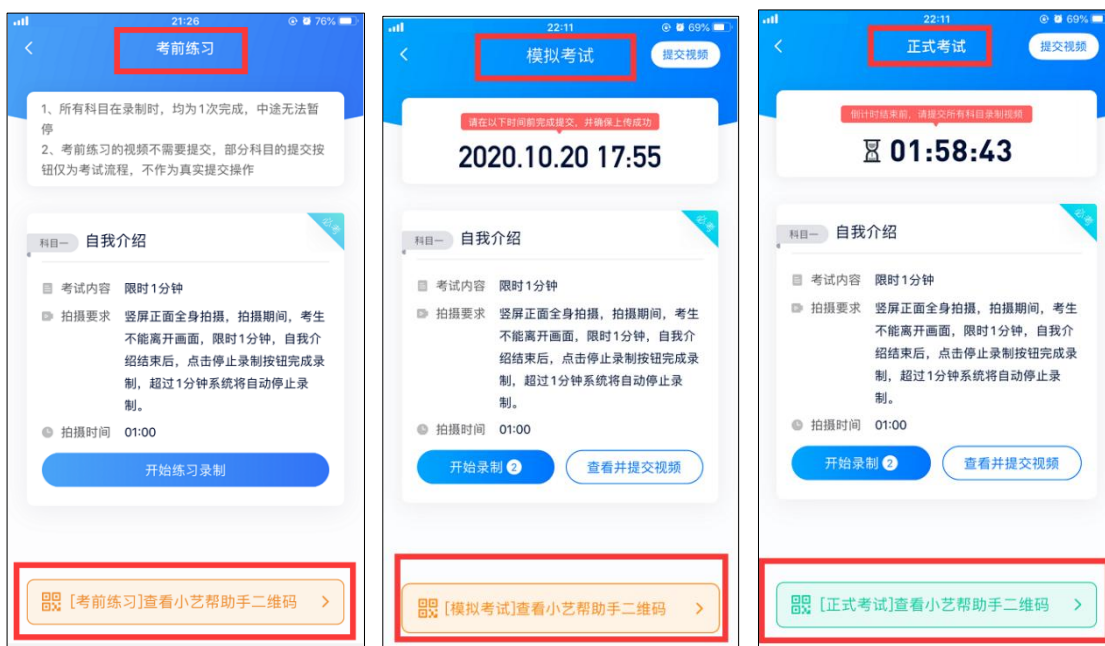 21:26
76%
考前练习
1、所有科目在录制时，均为1次完成，中途无法暂
停
2、考前练习的视频不需要提交，部分科目的提交按
钮仅为考试流程，不作为真实提交操作
必考
科目一 自我介绍
考试内容 限时1分钟
拍摄要求 竖屏正面全身拍摄，拍摄期间，考生
不能离开画面，限时1分钟，自我介
绍结束后，点击停止录制按钮完成录
制，超过1分钟系统将自动停止录
制。
拍摄时间 01:00
开始练习录制
[考前练习]查看小艺帮助手二维码
22:11
69%
模拟考试
提交视频
请在以下时间前完成提交，并确保上传成功
2020.10.20 17:55
必考
科目一 自我介绍
考试内容 限时1分钟
拍摄要求 竖屏正面全身拍摄，拍摄期间，考生
不能离开画面，限时1分钟，自我介
绍结束后，点击停止录制按钮完成录
制，超过1分钟系统将自动停止录
制。
拍摄时间 01:00
开始录制 2
查看并提交视频
[模拟考试]查看小艺帮助手二维码
22:11
69%
正式考试
提交视频
倒计时结束前，请提交所有科目录制视频
01:58:43
必考
科目一 自我介绍
考试内容 限时1分钟
拍摄要求 竖屏正面全身拍摄，拍摄期间，考生
不能离开画面，限时1分钟，自我介
绍结束后，点击停止录制按钮完成录
制，超过1分钟系统将自动停止录
制。
拍摄时间 01:00
开始录制 2
查看并提交视频
[正式考试]查看小艺帮助手二维码